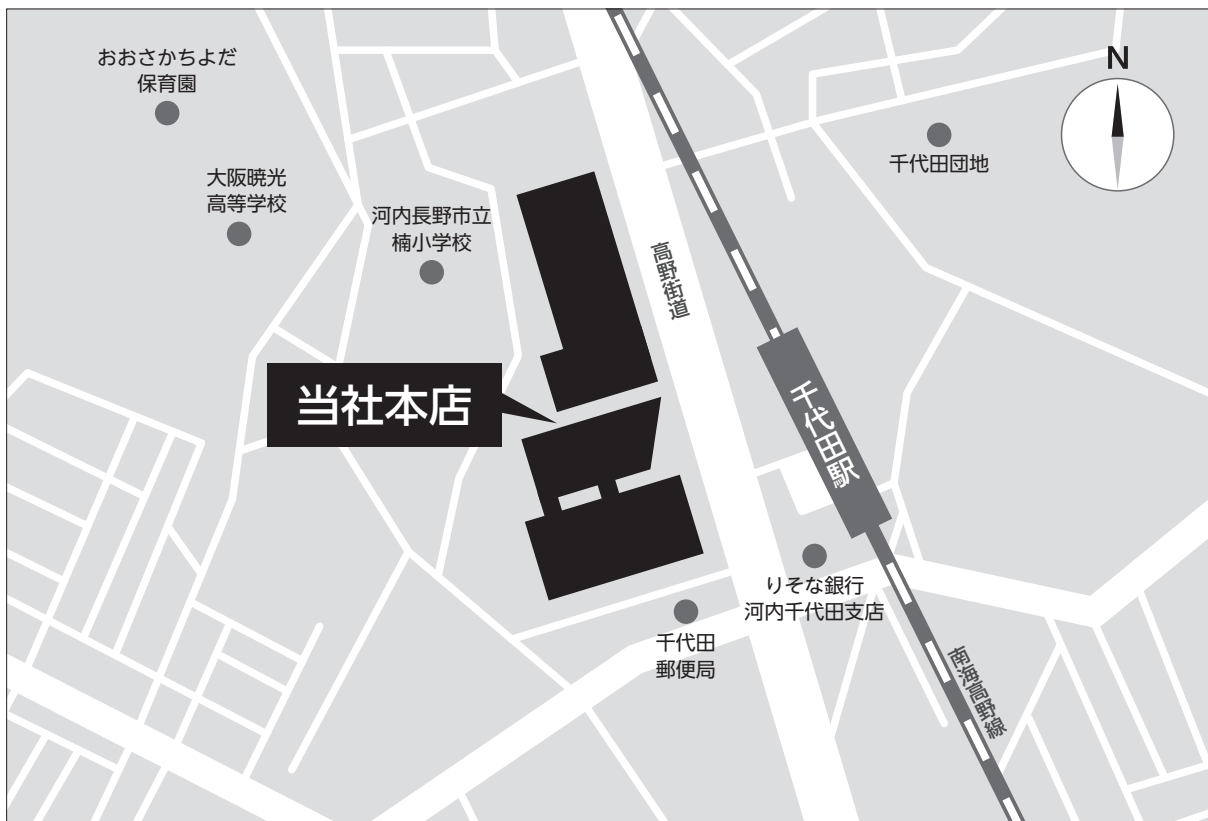 おおさかちよだ
保育園
N
大阪暁光
高等学校
千代田団地
河内長野市立
楠小学校
高野街道
当社本店
千代田駅
りそな銀行
河内千代田支店
千代田
郵便局
南海高野線